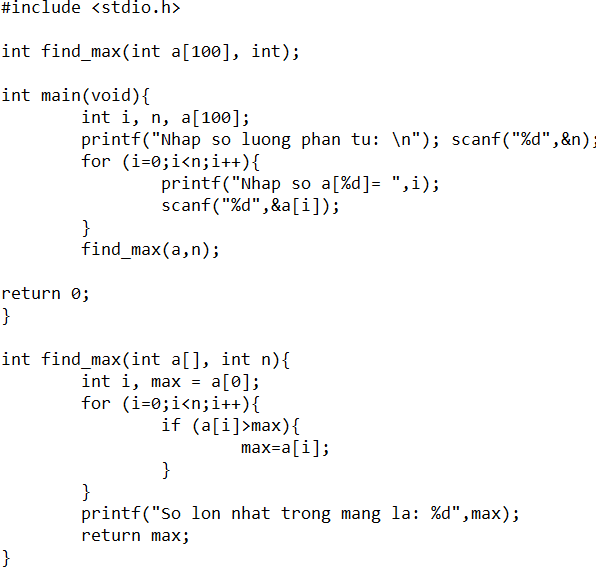 #include <stdio.h>

int find_max(int a[100], int);

int main(void){
        int i, n, a[100];
        printf("Nhap so luong phan tu: \n"); scanf("%d",&n);
        for (i=0;i<n;i++){
                printf("Nhap so a[%d]= ",i);
                scanf("%d",&a[i]);
        }
        find_max(a,n);

return 0;
}

int find_max(int a[], int n){
        int i, max = a[0];
        for (i=0;i<n;i++){
                if (a[i]>max){
                        max=a[i];
                }
        }
        printf("So lon nhat trong mang la: %d",max);
        return max;
}